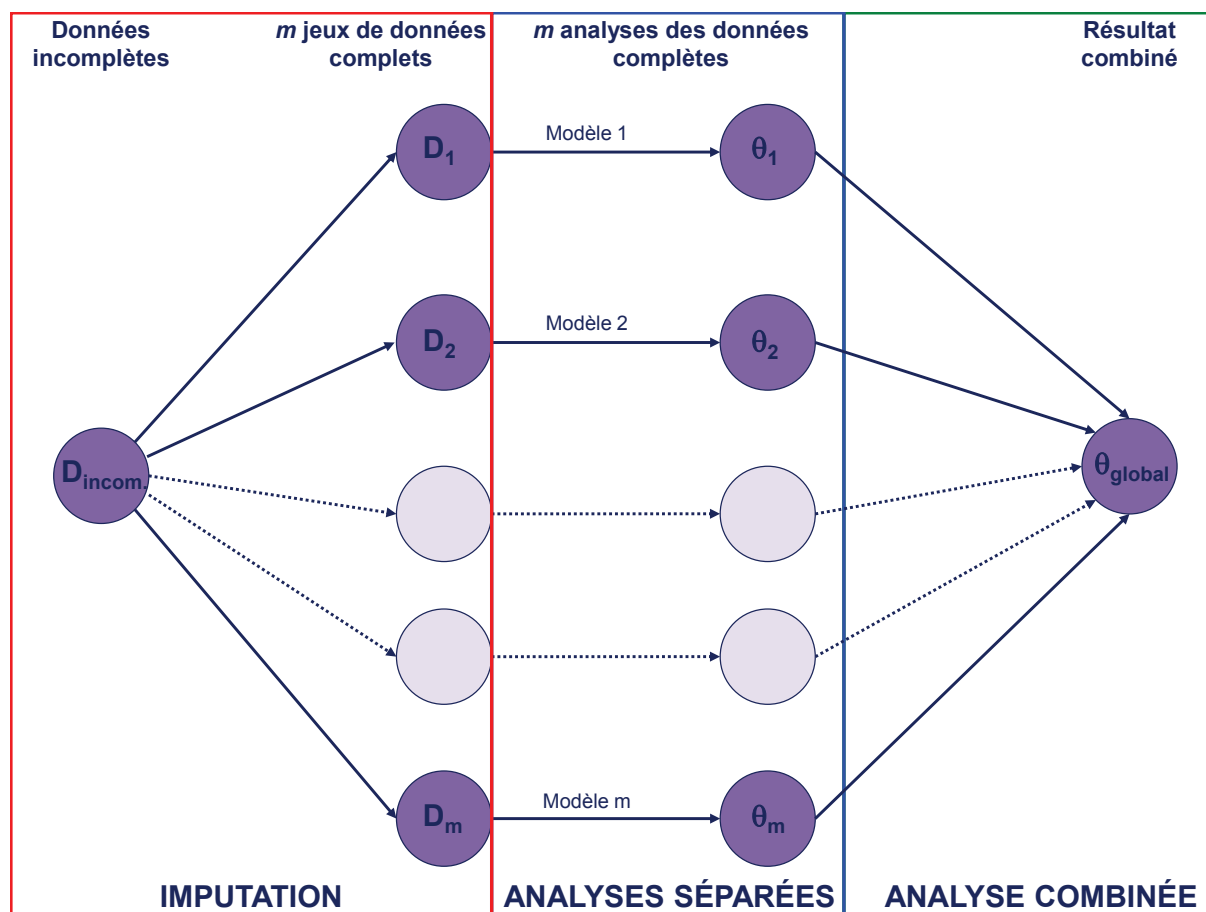 Données
incomplètes
m jeux de données
complets
m analyses des données
complètes
Résultat
combiné
D1
Modèle 1
θ1
D2
Modèle 2
θ2
Dincom.
θglobal
Dm
Modèle m
θm
IMPUTATION
ANALYSES SÉPARÉES
ANALYSE COMBINÉE